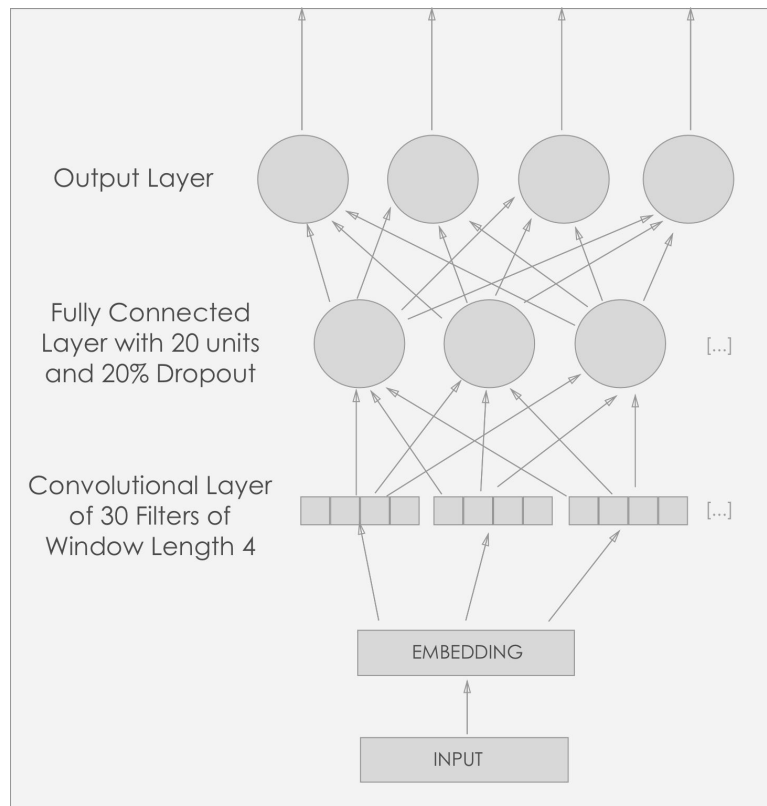 Output Layer
Fully Connected
Layer with 20 units
and 20% Dropout
[...]
Convolutional Layer
of 30 Filters of
Window Length 4
[...]
EMBEDDING
INPUT